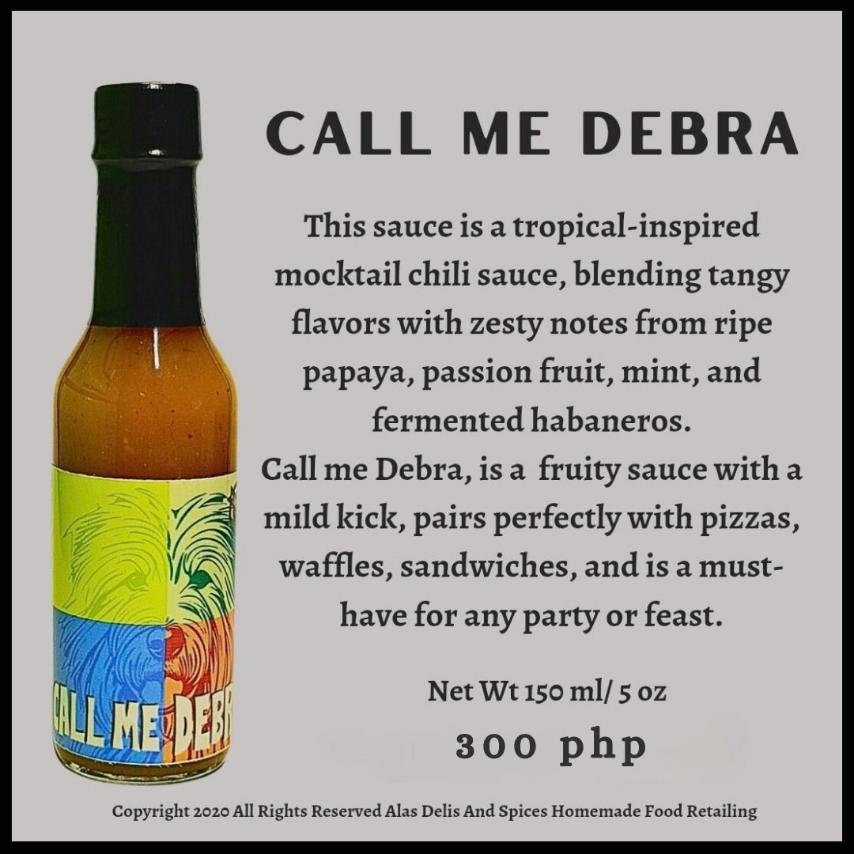 CALL ME DEBRA
This sauce is a tropical-inspired
mocktail chili sauce, blending tangy
flavors with zesty notes from ripe
papaya, passion fruit, mint, and
fermented habaneros.
Call me Debra, is a fruity sauce with a
mild kick, pairs perfectly with pizzas,
waffles, sandwiches, and is a must-
have for any party or feast.
Net Wt 150 ml/ 5 oz
300 php
CALL ME DEBR
Copyright 2020 All Rights Reserved Alas Delis And Spices Homemade Food Retailing